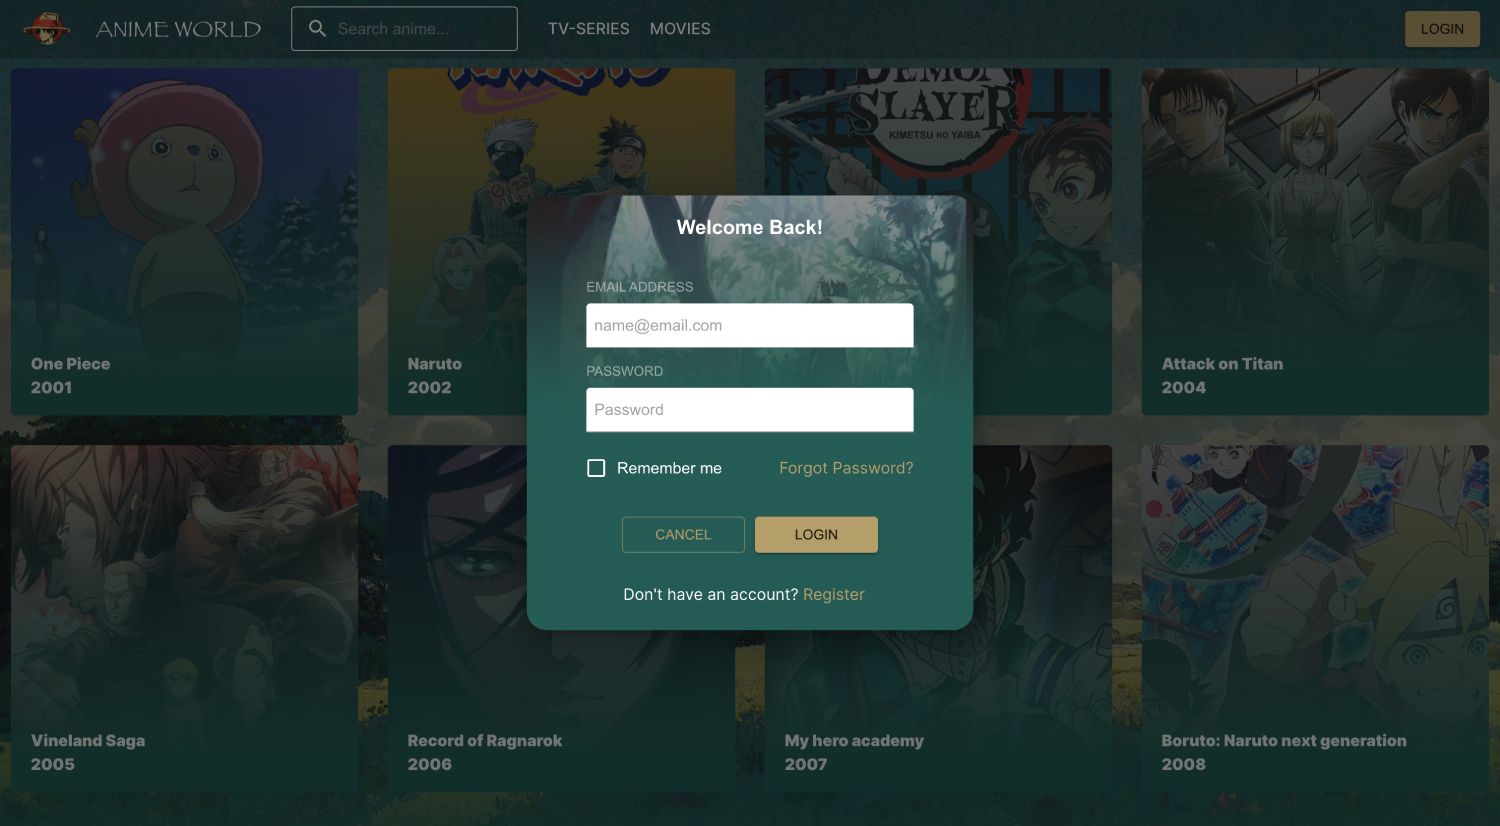 ANIME WORLD
Search anime...
TV-SERIES
MOVIES
LOGIN
DEMON
SLAYER
KIMETSU NO YAIBA
One Piece
2001
Naruto
2002
Attack on Titan
2004
Welcome Back!
EMAIL ADDRESS
name@email.com
PASSWORD
Password
Remember me
Forgot Password?
CANCEL
LOGIN
Don't have an account? Register
Vineland Saga
2005
Record of Ragnarok
2006
My hero academy
2007
Boruto: Naruto next generation
2008